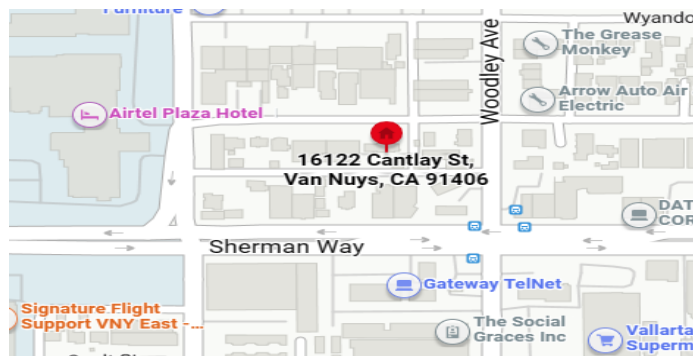 Furniture
Wyando
The Grease
Monkey
Woodley Ave
Arrow Auto Air
Electric
Airtel Plaza Hotel
16122 Cantlay St,
Van Nuys, CA 91406
DAT
COR
Sherman Way
Gateway TelNet
Signature Flight
Support VNY East -...
The Social
Graces Inc
Vallarta
Superm